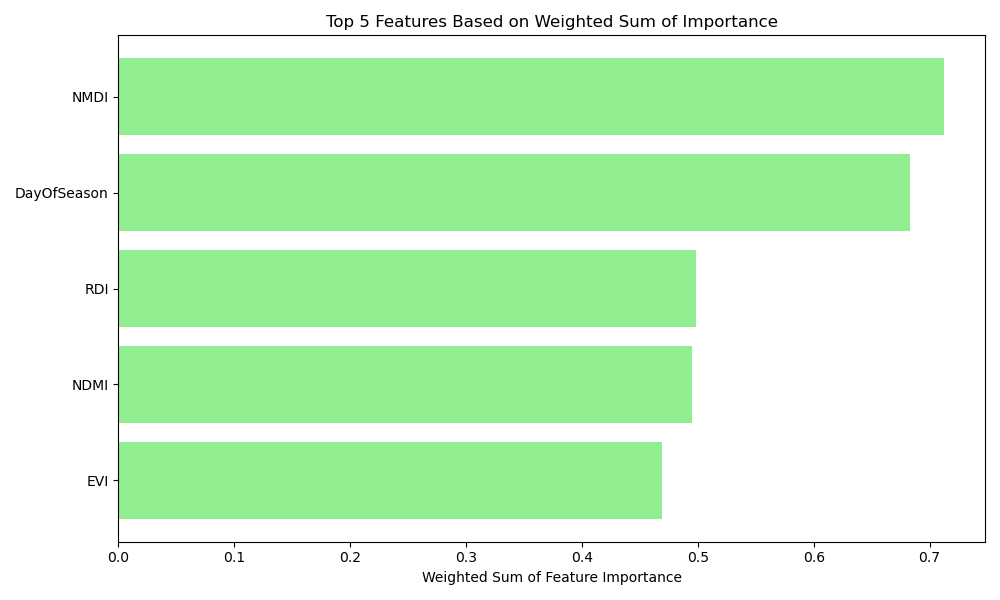 Top 5 Features Based on Weighted Sum of Importance
NMDI
DayOfSeason
RDI
NDMI
EVI
0.0 0.1 0.2 0.3 0.4 0.5 0.6 0.7
Weighted Sum of Feature Importance